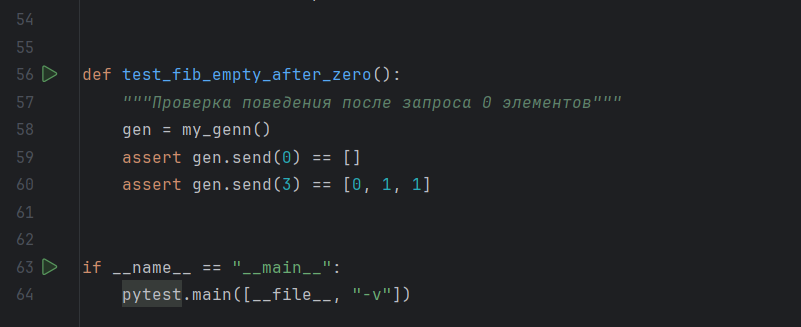 54
55
56 def test_fib_empty_after_zero():
57     """Проверка поведения после запроса 0 элементов"""
58     gen = my_genn()
59     assert gen.send(0) == []
60     assert gen.send(3) == [0, 1, 1]
61
62
63 if __name__ == "__main__":
64     pytest.main([__file__, "-v"])